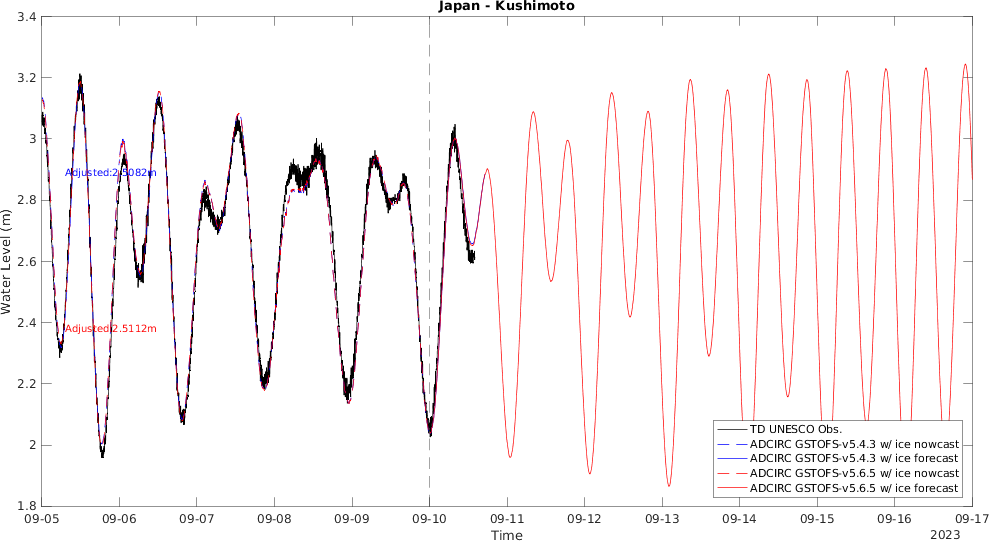 Japan - Kushimoto
3.4
3.2
3
2.8
2.6
2.4
2.2
2
1.8
Water Level (m)
Adjusted:2.5082m
Adjusted:2.5112m
TD UNESCO Obs.
ADCIRC GSTOFS-v5.4.3 w/ ice nowcast
ADCIRC GSTOFS-v5.4.3 w/ ice forecast
ADCIRC GSTOFS-v5.6.5 w/ ice nowcast
ADCIRC GSTOFS-v5.6.5 w/ ice forecast
09-05 09-06 09-07 09-08 09-09 09-10 09-11 09-12 09-13 09-14 09-15 09-16 09-17
Time
2023